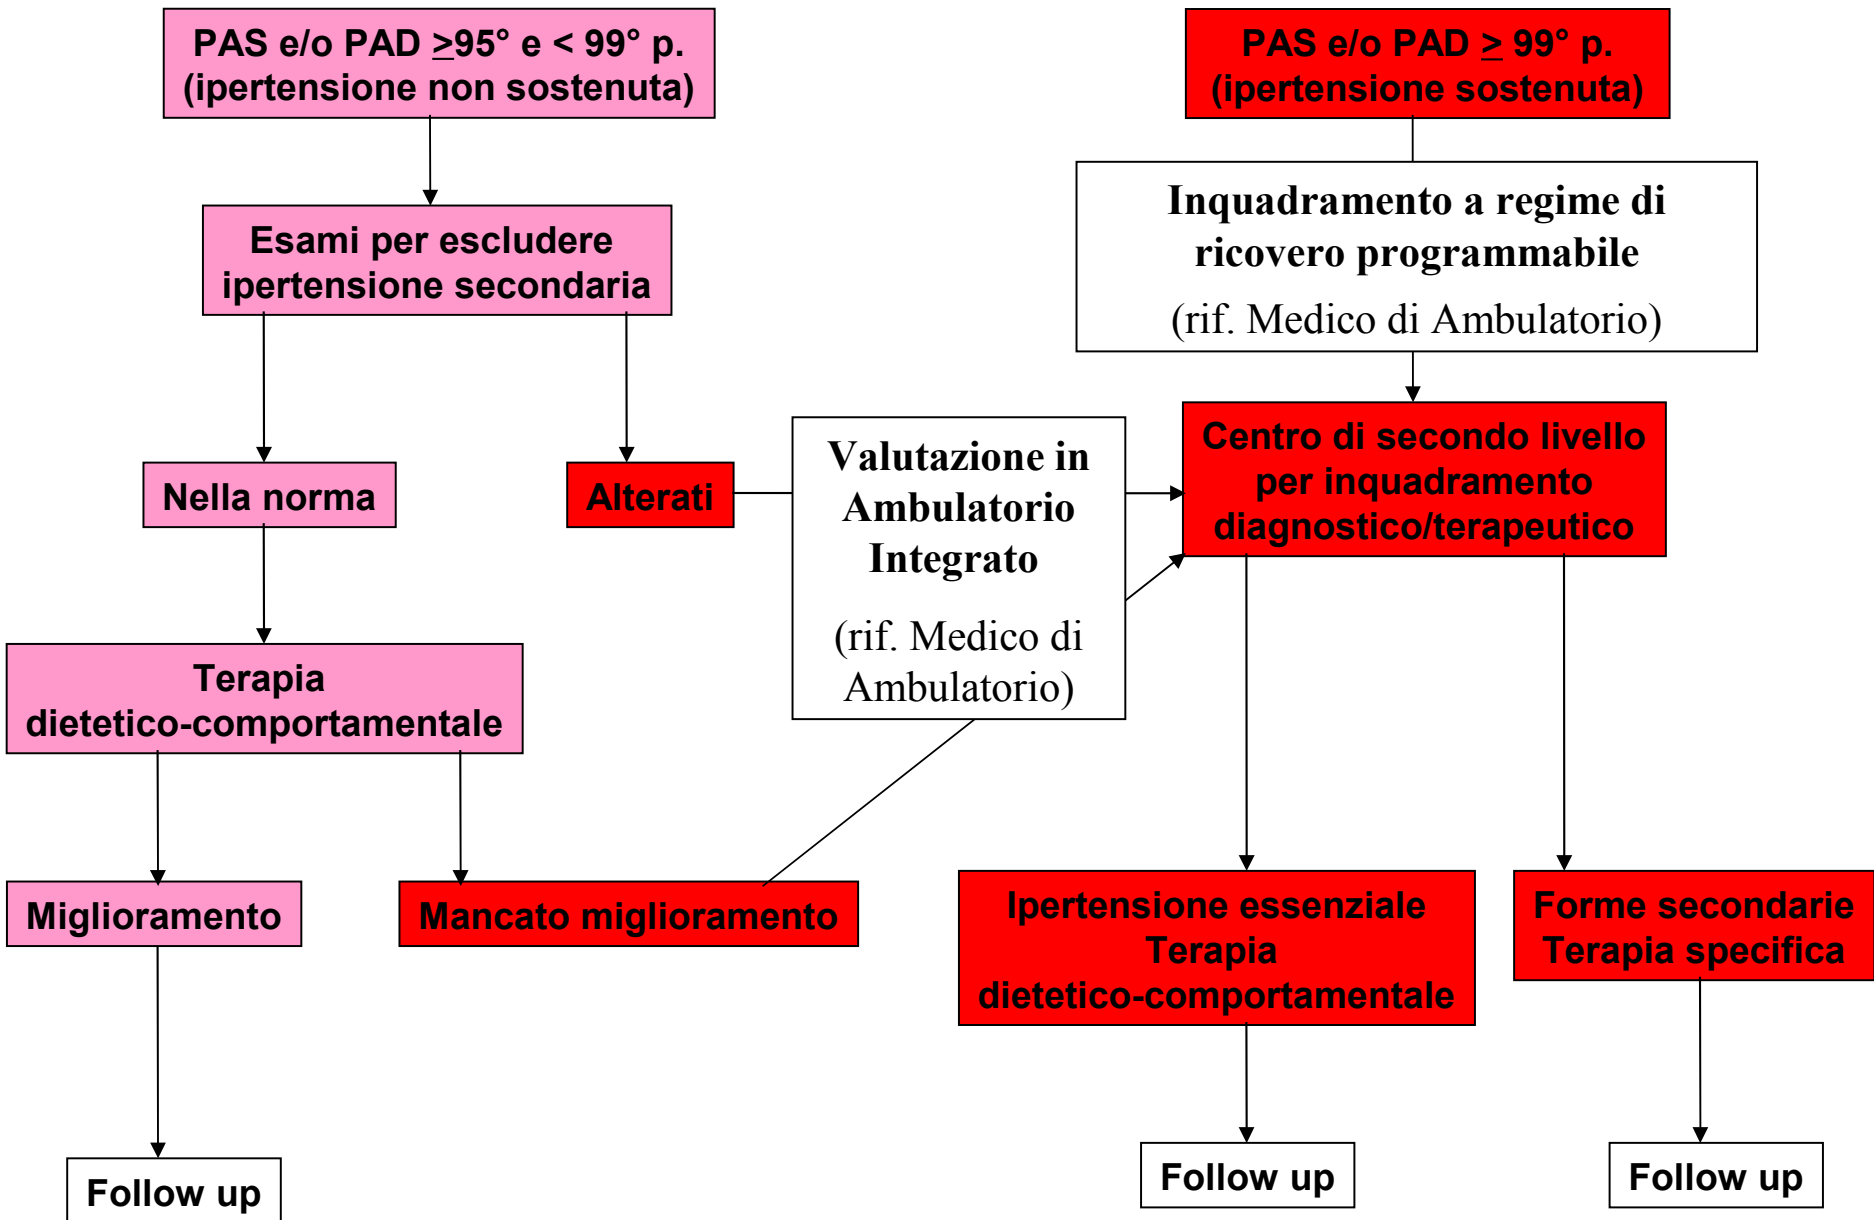 PAS e/o PAD ≥95° e < 99° p.
(ipertensione non sostenuta)
PAS e/o PAD ≥ 99° p.
(ipertensione sostenuta)
Inquadramento a regime di
ricovero programmabile
(rif. Medico di Ambulatorio)
Esami per escludere
ipertensione secondaria
Nella norma
Alterati
Valutazione in
Ambulatorio
Integrato
(rif. Medico di
Ambulatorio)
Centro di secondo livello
per inquadramento
diagnostico/terapeutico
Terapia
dietetico-comportamentale
Miglioramento
Mancato miglioramento
Ipertensione essenziale
Terapia
dietetico-comportamentale
Forme secondarie
Terapia specifica
Follow up
Follow up
Follow up